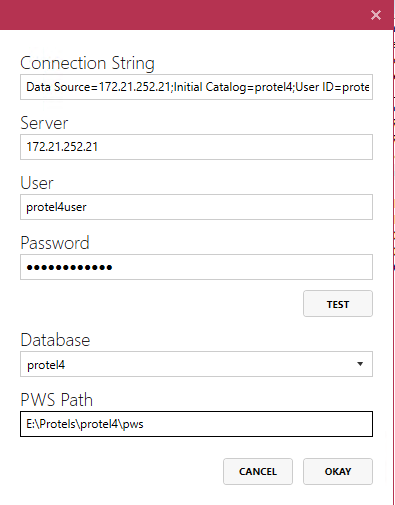 Connection String
Data Source=172.21.252.21;Initial Catalog=protel4;User ID=prote
Server
172.21.252.21
User
protel4user
Password
●●●●●●●●●●●●
TEST
Database
protel4
PWS Path
E:\Protels\protel4\pws
CANCEL OKAY